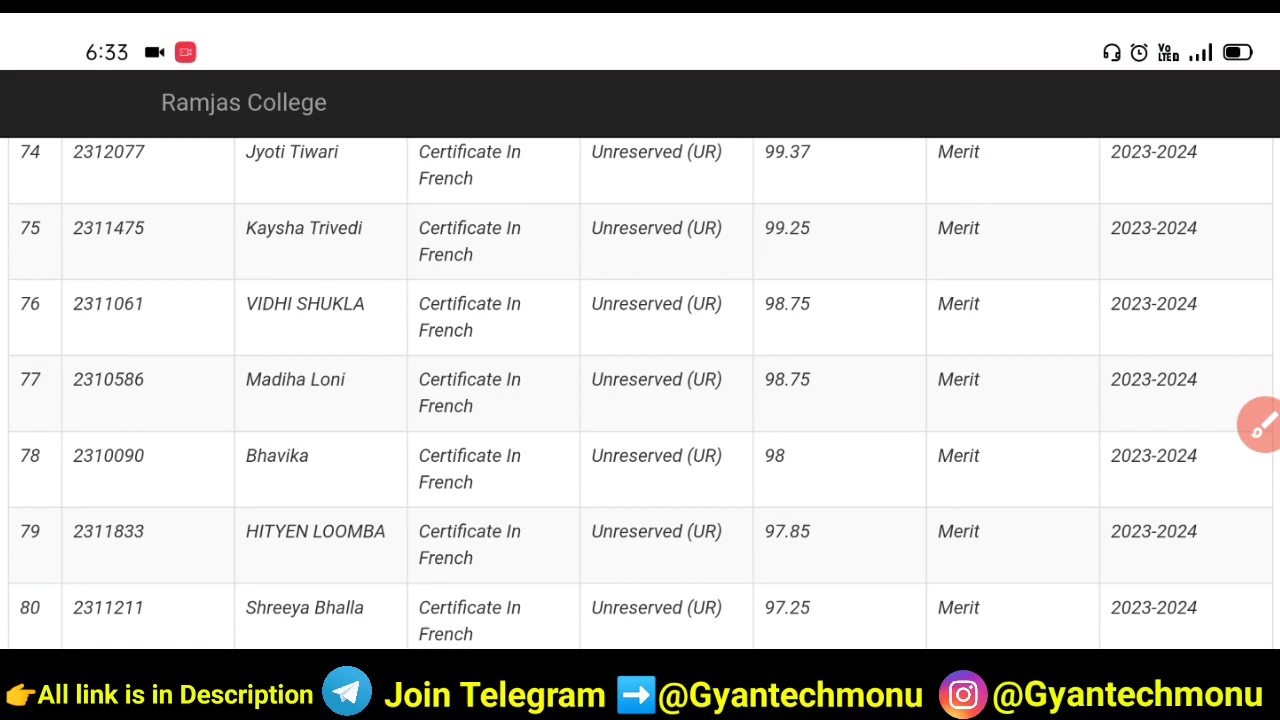 6:33
Vo LTED
Ramjas College
74 2312077 Jyoti Tiwari Certificate In French Unreserved (UR) 99.37 Merit 2023-2024
75 2311475 Kaysha Trivedi Certificate In French Unreserved (UR) 99.25 Merit 2023-2024
76 2311061 VIDHI SHUKLA Certificate In French Unreserved (UR) 98.75 Merit 2023-2024
77 2310586 Madiha Loni Certificate In French Unreserved (UR) 98.75 Merit 2023-2024
78 2310090 Bhavika Certificate In French Unreserved (UR) 98 Merit 2023-2024
79 2311833 HITYEN LOOMBA Certificate In French Unreserved (UR) 97.85 Merit 2023-2024
80 2311211 Shreeya Bhalla Certificate In French Unreserved (UR) 97.25 Merit 2023-2024
👉All link is in Description Join Telegram ➡️@Gyantechmonu @Gyantechmonu